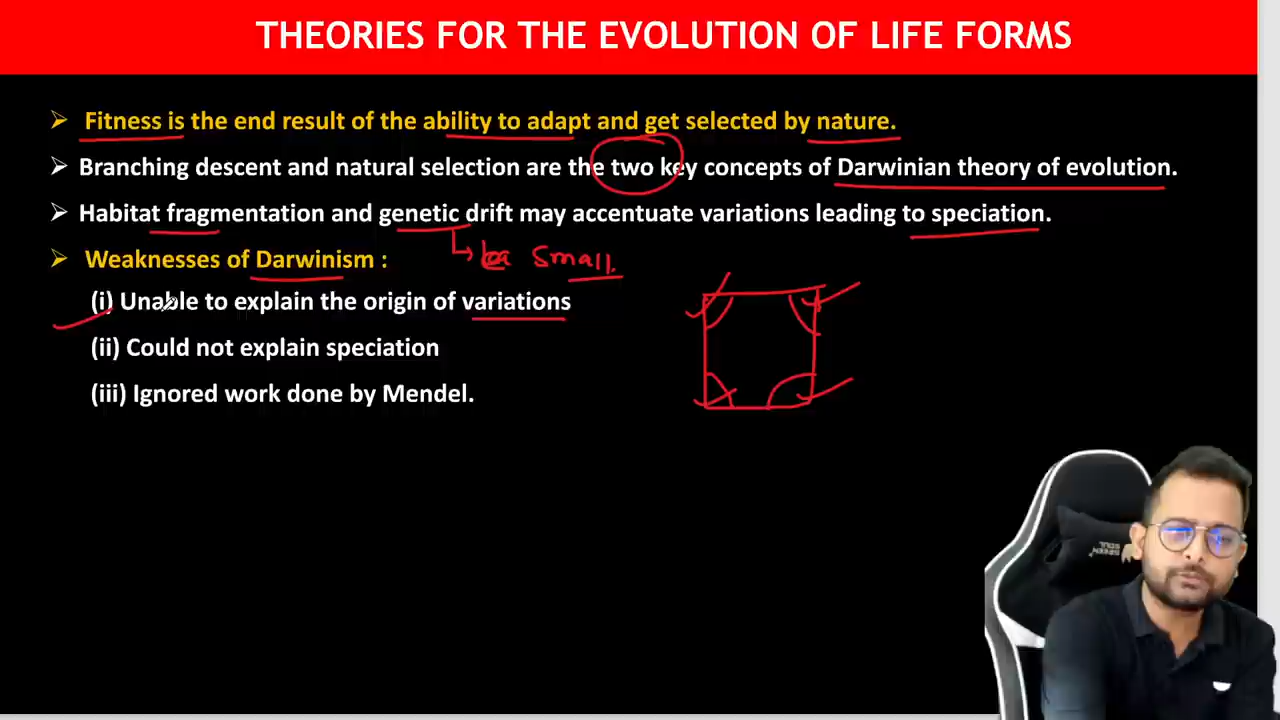 THEORIES FOR THE EVOLUTION OF LIFE FORMS
➢ Fitness is the end result of the ability to adapt and get selected by nature.
➢ Branching descent and natural selection are the two key concepts of Darwinian theory of evolution.
➢ Habitat fragmentation and genetic drift may accentuate variations leading to speciation.
➢ Weaknesses of Darwinism :
small.
(i) Unable to explain the origin of variations
(ii) Could not explain speciation
(iii) Ignored work done by Mendel.